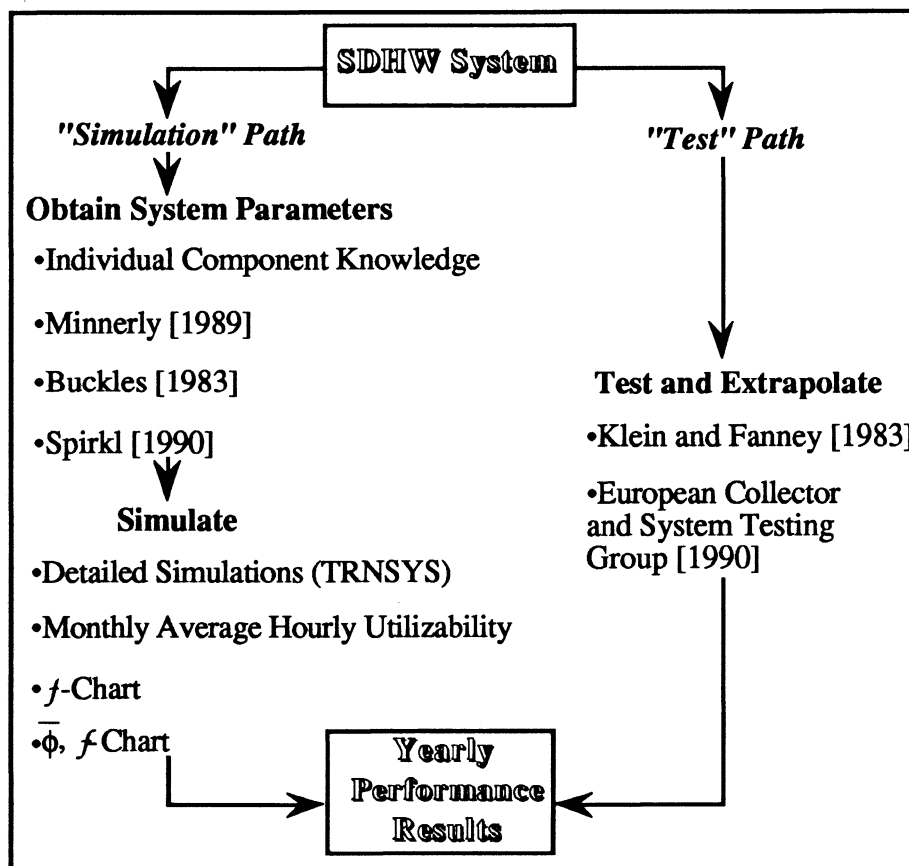 SDHW System
"Simulation" Path
Obtain System Parameters
•Individual Component Knowledge
•Minnerly [1989]
•Buckles [1983]
•Spirkl [1990]
Simulate
•Detailed Simulations (TRNSYS)
•Monthly Average Hourly Utilizability
•f-Chart
•ϕ̅, f-Chart
"Test" Path
Test and Extrapolate
•Klein and Fanney [1983]
•European Collector
and System Testing
Group [1990]
Yearly
Performance
Results